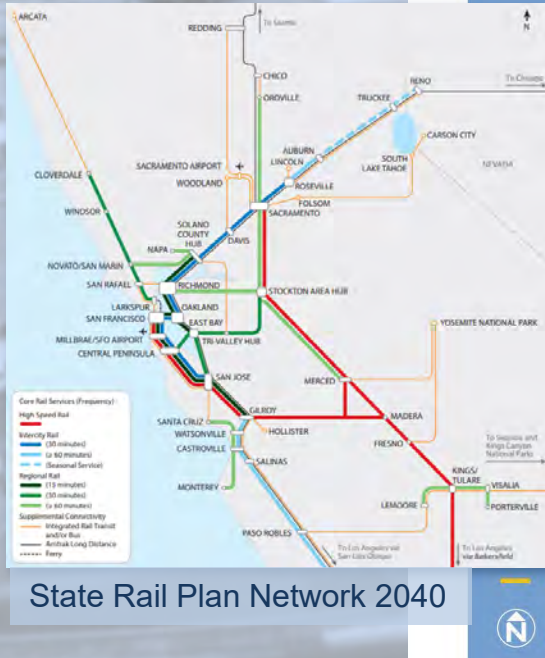 ARCATA
REDDING
To Seattle
N
CHICO
OROVILLE
RENO
To Chicago
TRUCKEE
CARSON CITY
AUBURN
LINCOLN
SACRAMENTO AIRPORT
WOODLAND
ROSEVILLE
SOUTH
LAKE TAHOE
NEVADA
CLOVERDALE
FOLSOM
SACRAMENTO
WINDSOR
SOLANO
COUNTY
HUB
DAVIS
NAPA
NOVATO/SAN MARIN
SAN RAFAEL
RICHMOND
STOCKTON AREA HUB
LARKSPUR
OAKLAND
SAN FRANCISCO
EAST BAY
MILLBRAE/SFO AIRPORT
TRI-VALLEY HUB
CENTRAL PENINSULA
YOSEMITE NATIONAL PARK
SAN JOSE
MERCED
Core Rail Services (Frequency)
High Speed Rail
Intercity Rail
(30 minutes)
(≥ 60 minutes)
(Seasonal Service)
Regional Rail
(15 minutes)
(30 minutes)
(≥ 60 minutes)
Supplemental Connectivity
Integrated Rail Transit
and/or Bus
Amtrak Long Distance
Ferry
GILROY
SANTA CRUZ
WATSONVILLE
HOLLISTER
CASTROVILLE
SALINAS
MONTEREY
MADERA
FRESNO
To Sequoia and
Kings Canyon
National Parks
KINGS/
TULARE
VISALIA
LEMOORE
PORTERVILLE
PASO ROBLES
To Los Angeles via
San Luis Obispo
To Los Angeles
via Bakersfield
State Rail Plan Network 2040
N